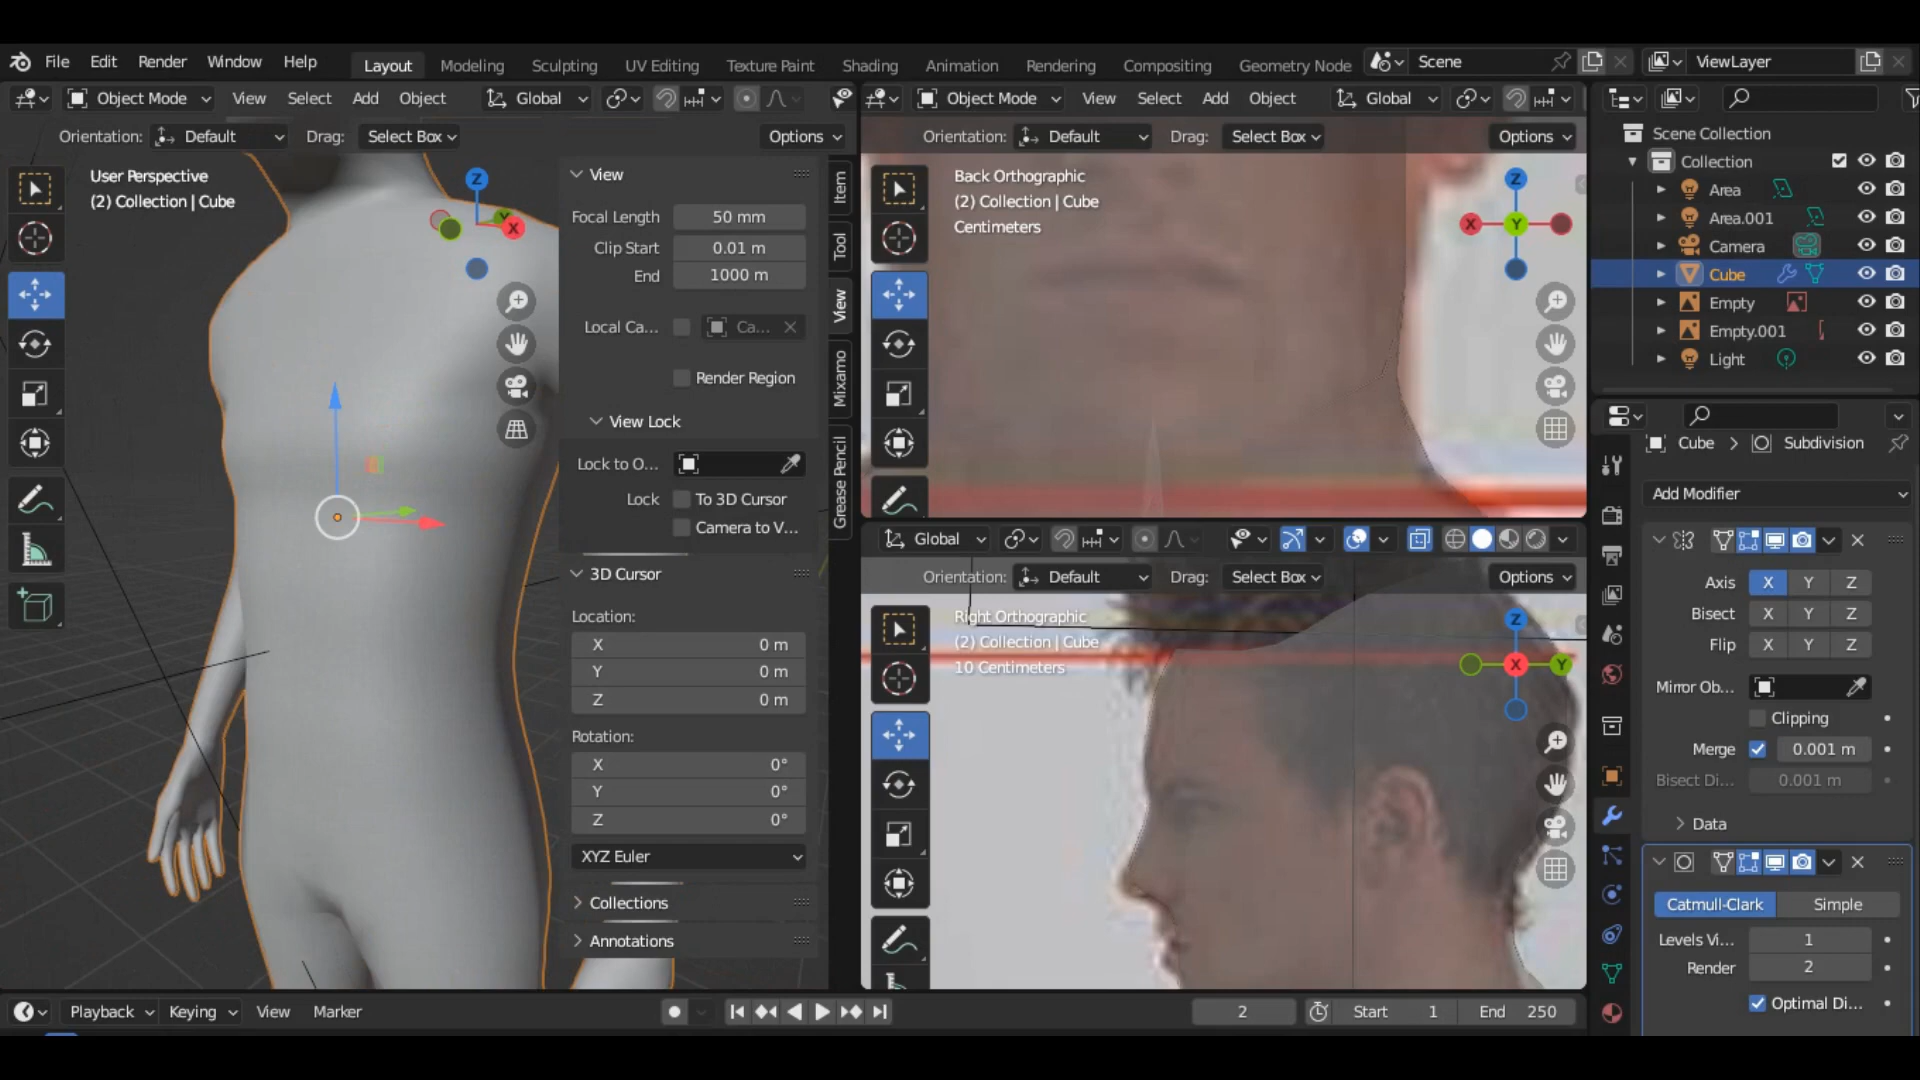 File Edit Render Window Help Layout Modeling Sculpting UV Editing Texture Paint Shading Animation Rendering Compositing Geometry Node Scene ViewLayer
Object Mode View Select Add Object Global
Object Mode View Select Add Object Global
Orientation: Default Drag: Select Box Options
Orientation: Default Drag: Select Box Options
User Perspective
(2) Collection | Cube
Z
X
Y
View
Focal Length 50 mm
Clip Start 0.01 m
End 1000 m
Local Ca... Ca...
Render Region
View Lock
Lock to O...
Lock To 3D Cursor
Camera to V...
3D Cursor
Location:
X 0 m
Y 0 m
Z 0 m
Rotation:
X 0°
Y 0°
Z 0°
XYZ Euler
Collections
Annotations
Item
Tool
View
Mixamo
Grease Pencil
Back Orthographic
(2) Collection | Cube
Centimeters
Z
X Y
Global
Orientation: Default Drag: Select Box Options
Right Orthographic
(2) Collection | Cube
10 Centimeters
Z
X Y
Scene Collection
Collection
Area
Area.001
Camera
Cube
Empty
Empty.001
Light
Cube > Subdivision
Add Modifier
Axis X Y Z
Bisect X Y Z
Flip X Y Z
Mirror Ob...
Clipping
Merge 0.001 m
Bisect Di... 0.001 m
Data
Catmull-Clark Simple
Levels Vi... 1
Render 2
Optimal Di...
Playback Keying View Marker 2 Start 1 End 250